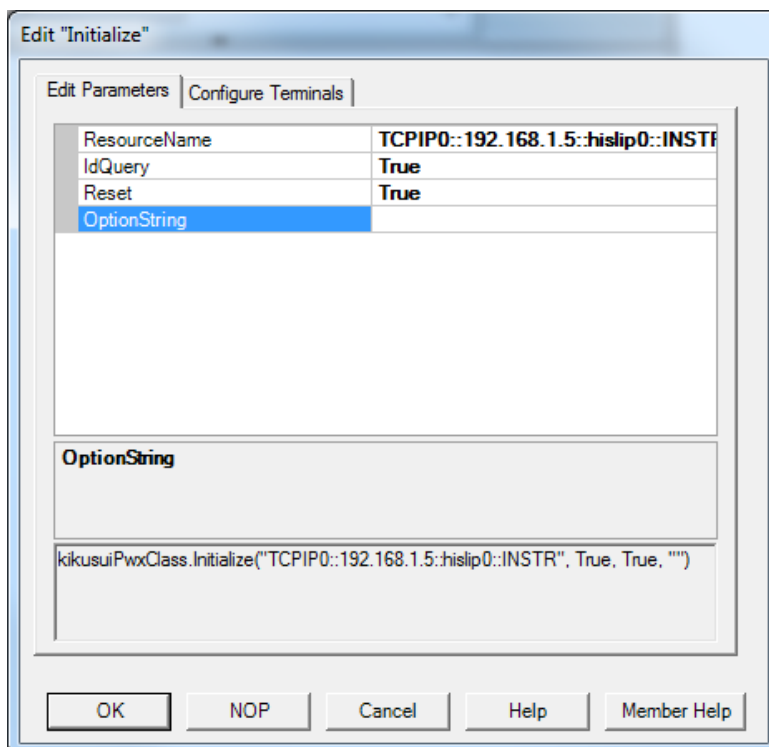 Edit "Initialize"
Edit Parameters
Configure Terminals
ResourceName TCPIP0::192.168.1.5::hislip0::INSTR
IdQuery True
Reset True
OptionString
OptionString
kikusuiPwxClass.Initialize("TCPIP0::192.168.1.5::hislip0::INSTR", True, True, "")
OK NOP Cancel Help Member Help